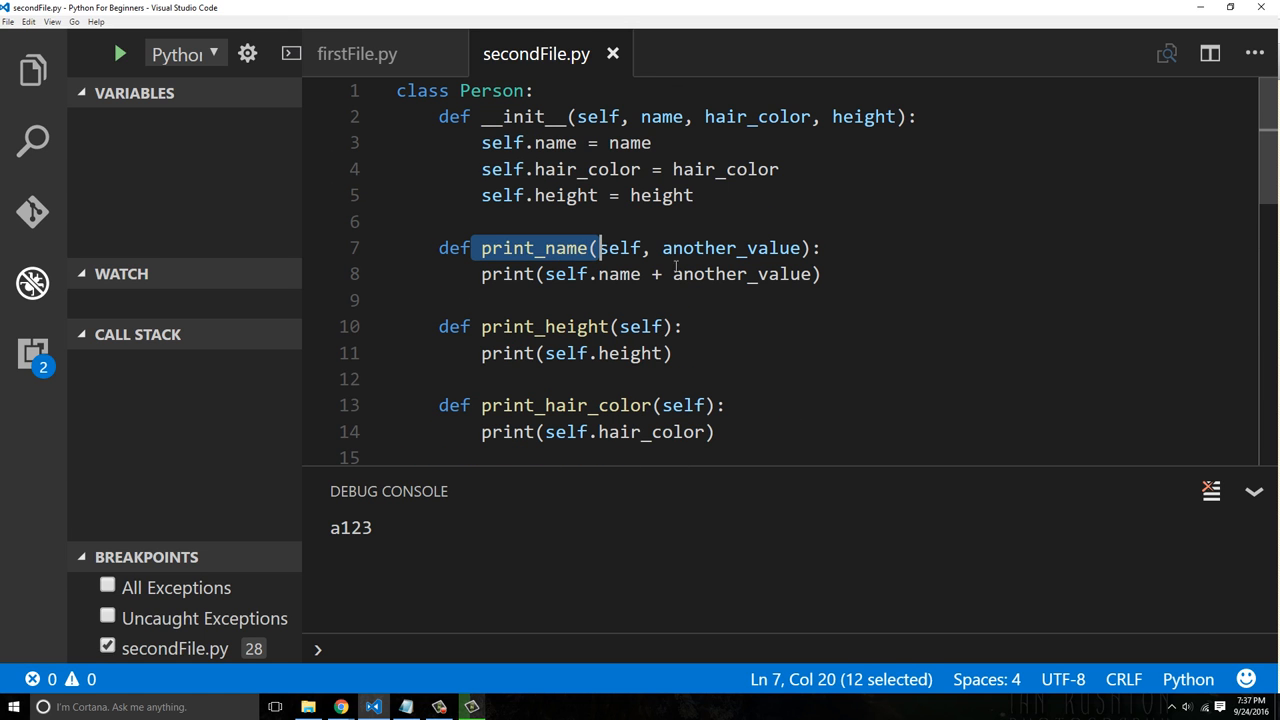 secondFile.py - Python For Beginners - Visual Studio Code
File Edit View Go Help
Pythor
firstFile.py
secondFile.py
VARIABLES
WATCH
CALL STACK
2
BREAKPOINTS
All Exceptions
Uncaught Exceptions
secondFile.py 28
1 class Person:
2 def __init__(self, name, hair_color, height):
3 self.name = name
4 self.hair_color = hair_color
5 self.height = height
6
7 def print_name(self, another_value):
8 print(self.name + another_value)
9
10 def print_height(self):
11 print(self.height)
12
13 def print_hair_color(self):
14 print(self.hair_color)
15
DEBUG CONSOLE
a123
0 0
Ln 7, Col 20 (12 selected) Spaces: 4 UTF-8 CRLF Python
I'm Cortana. Ask me anything.
7:37 PM
9/24/2016